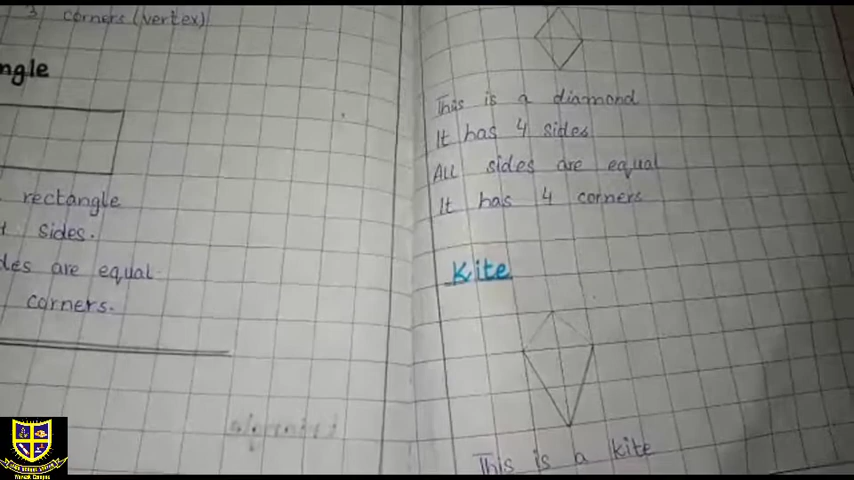 3 corners (vertex)
ngle
rectangle
sides.
des are equal.
corners.
This is a diamond
It has 4 sides
All sides are equal
It has 4 corners
Kite
This is a kite